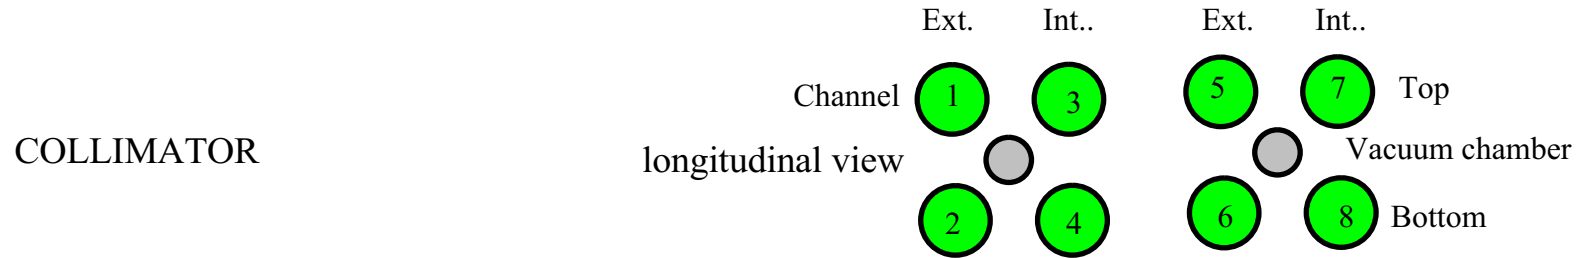 Ext. Int.. Ext. Int..
Channel 1 3 5 7 Top
COLLIMATOR longitudinal view Vacuum chamber
2 4 6 8 Bottom